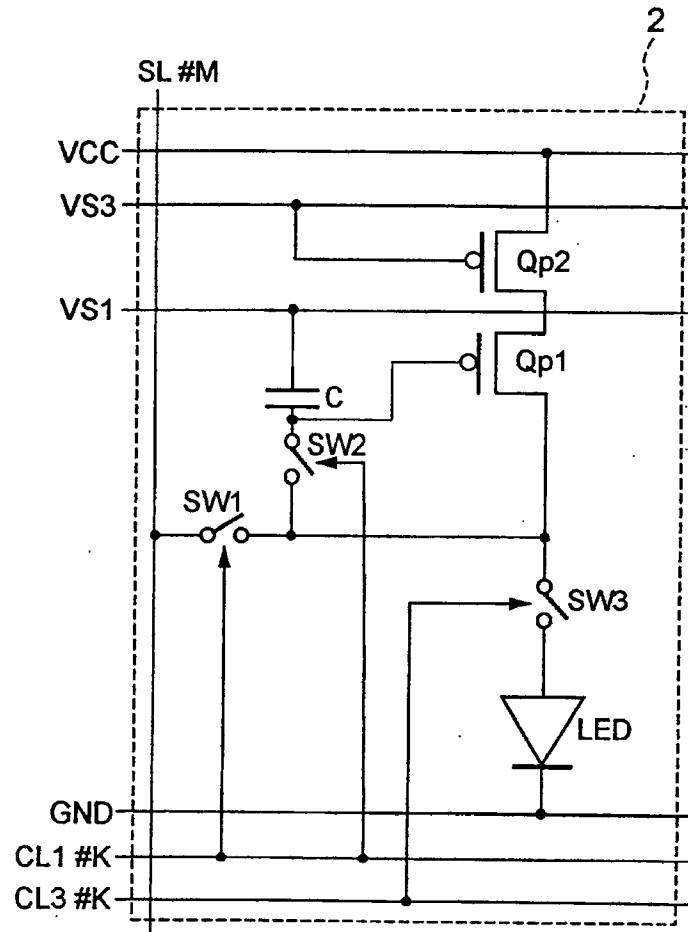 2
SL #M
VCC
VS3
Qp2
VS1
Qp1
C
SW2
SW1
SW3
LED
GND
CL1 #K
CL3 #K